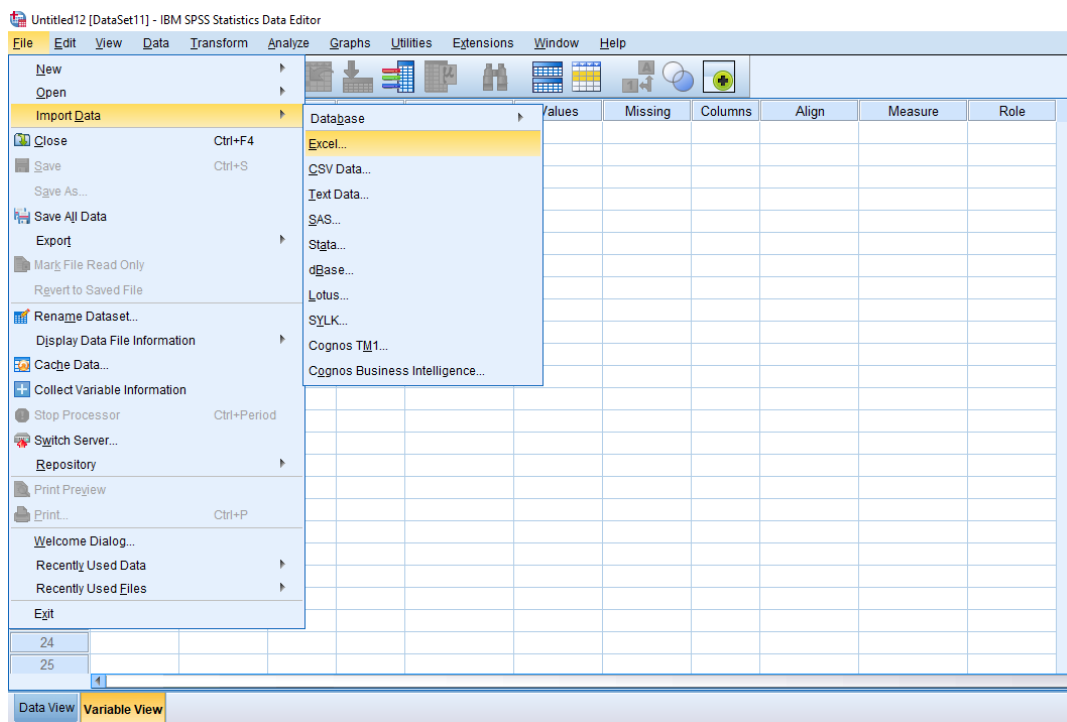 Untitled12 [DataSet11] - IBM SPSS Statistics Data Editor
File Edit View Data Transform Analyze Graphs Utilities Extensions Window Help
New
Open
Import Data
Close Ctrl+F4
Save Ctrl+S
Save As...
Save All Data
Export
Mark File Read Only
Revert to Saved File
Rename Dataset...
Display Data File Information
Cache Data...
Collect Variable Information
Stop Processor Ctrl+Period
Switch Server...
Repository
Print Preview
Print... Ctrl+P
Welcome Dialog...
Recently Used Data
Recently Used Files
Exit
Database
Excel...
CSV Data...
Text Data...
SAS...
Stata...
dBase...
Lotus...
SYLK...
Cognos TM1...
Cognos Business Intelligence...
Values Missing Columns Align Measure Role
24
25
Data View Variable View